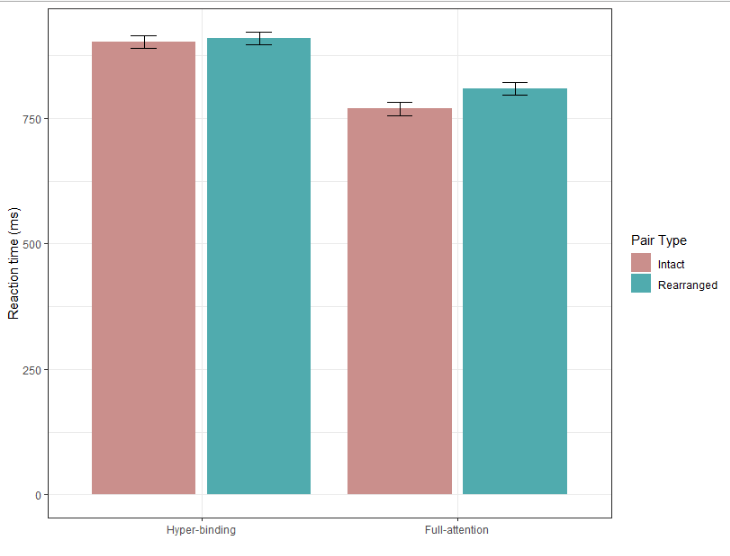 Reaction time (ms)
750
500
250
0
Hyper-binding
Full-attention
Pair Type
Intact
Rearranged